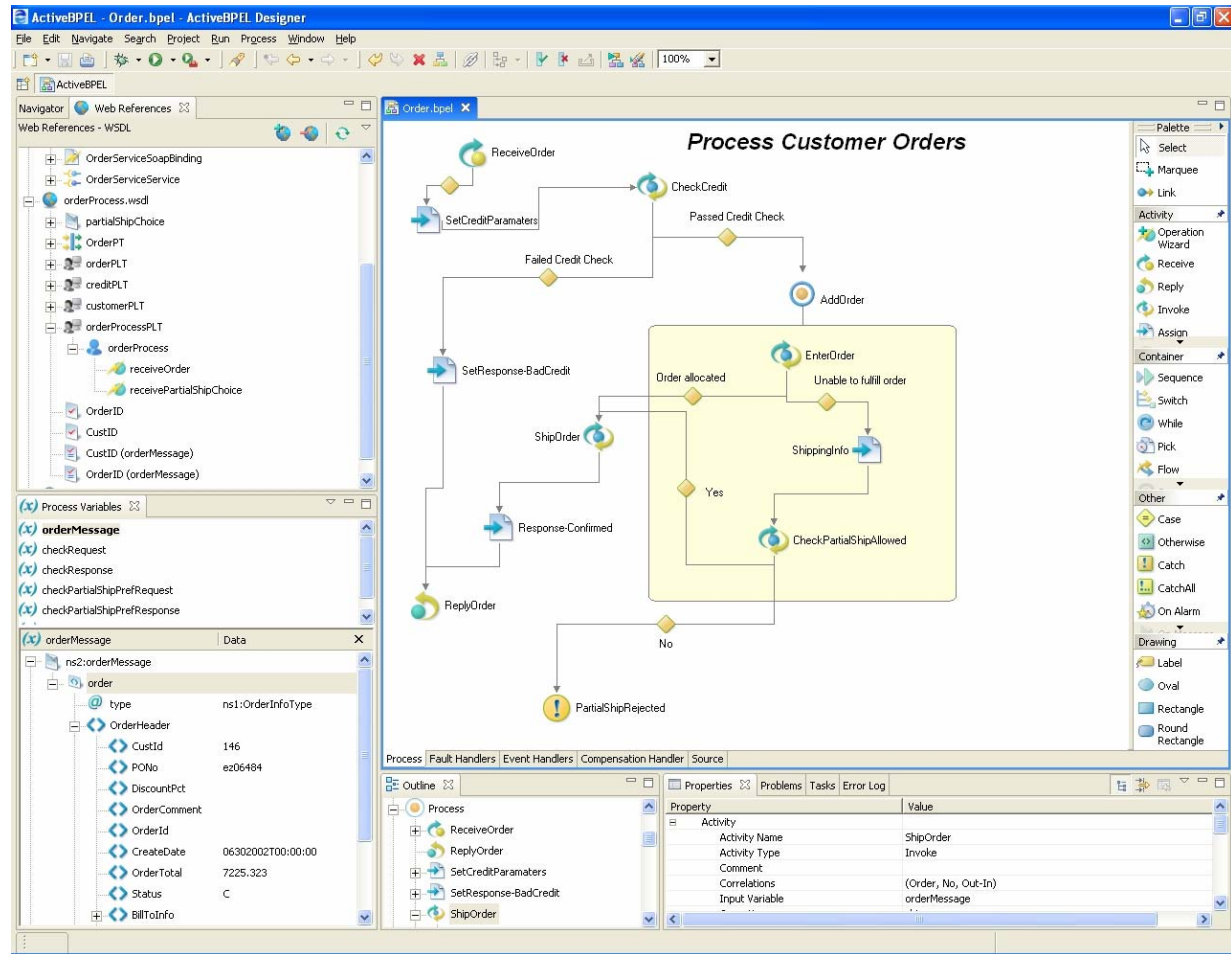 ActiveBPEL - Order.bpel - ActiveBPEL Designer
File Edit Navigate Search Project Run Process Window Help
100%
ActiveBPEL
Navigator Web References
Web References - WSDL
OrderServiceSoapBinding
OrderServiceService
orderProcess.wsdl
partialShipChoice
OrderPT
orderPLT
creditPLT
customerPLT
orderProcessPLT
orderProcess
receiveOrder
receivePartialShipChoice
OrderID
CustID
CustID (orderMessage)
OrderID (orderMessage)
(x) Process Variables
(x) orderMessage
(x) checkRequest
(x) checkResponse
(x) checkPartialShipPrefRequest
(x) checkPartialShipPrefResponse
(x) orderMessage Data
ns2:orderMessage
order
@ type ns1:OrderInfoType
OrderHeader
CustId 146
PONo ez06484
DiscountPct
OrderComment
OrderId
CreateDate 06302002T00:00:00
OrderTotal 7225.323
Status C
BillToInfo
Order.bpel
Process Customer Orders
ReceiveOrder
CheckCredit
SetCreditParamaters
Passed Credit Check
Failed Credit Check
AddOrder
EnterOrder
SetResponse-BadCredit
Order allocated
Unable to fulfill order
ShipOrder
ShippingInfo
Yes
Response-Confirmed
CheckPartialShipAllowed
ReplyOrder
No
PartialShipRejected
Process Fault Handlers Event Handlers Compensation Handler Source
Palette
Select
Marquee
Link
Activity
Operation
Wizard
Receive
Reply
Invoke
Assign
Container
Sequence
Switch
While
Pick
Flow
Other
Case
Otherwise
Catch
CatchAll
On Alarm
Drawing
Label
Oval
Rectangle
Round
Rectangle
Outline
Process
ReceiveOrder
ReplyOrder
SetCreditParamaters
SetResponse-BadCredit
ShipOrder
Properties Problems Tasks Error Log
Property Value
Activity
Activity Name ShipOrder
Activity Type Invoke
Comment
Correlations (Order, No, Out-In)
Input Variable orderMessage